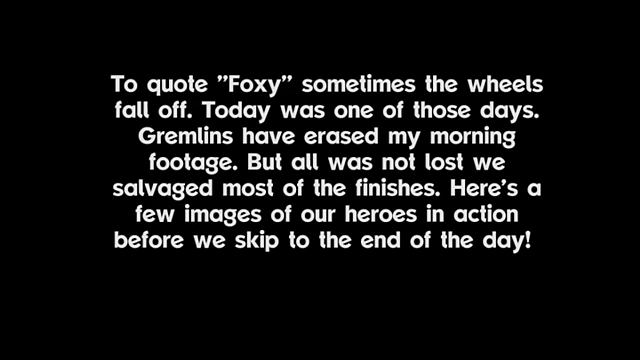 To quote "Foxy" sometimes the wheels
fall off. Today was one of those days.
Gremlins have erased my morning
footage. But all was not lost we
salvaged most of the finishes. Here's a
few images of our heroes in action
before we skip to the end of the day!